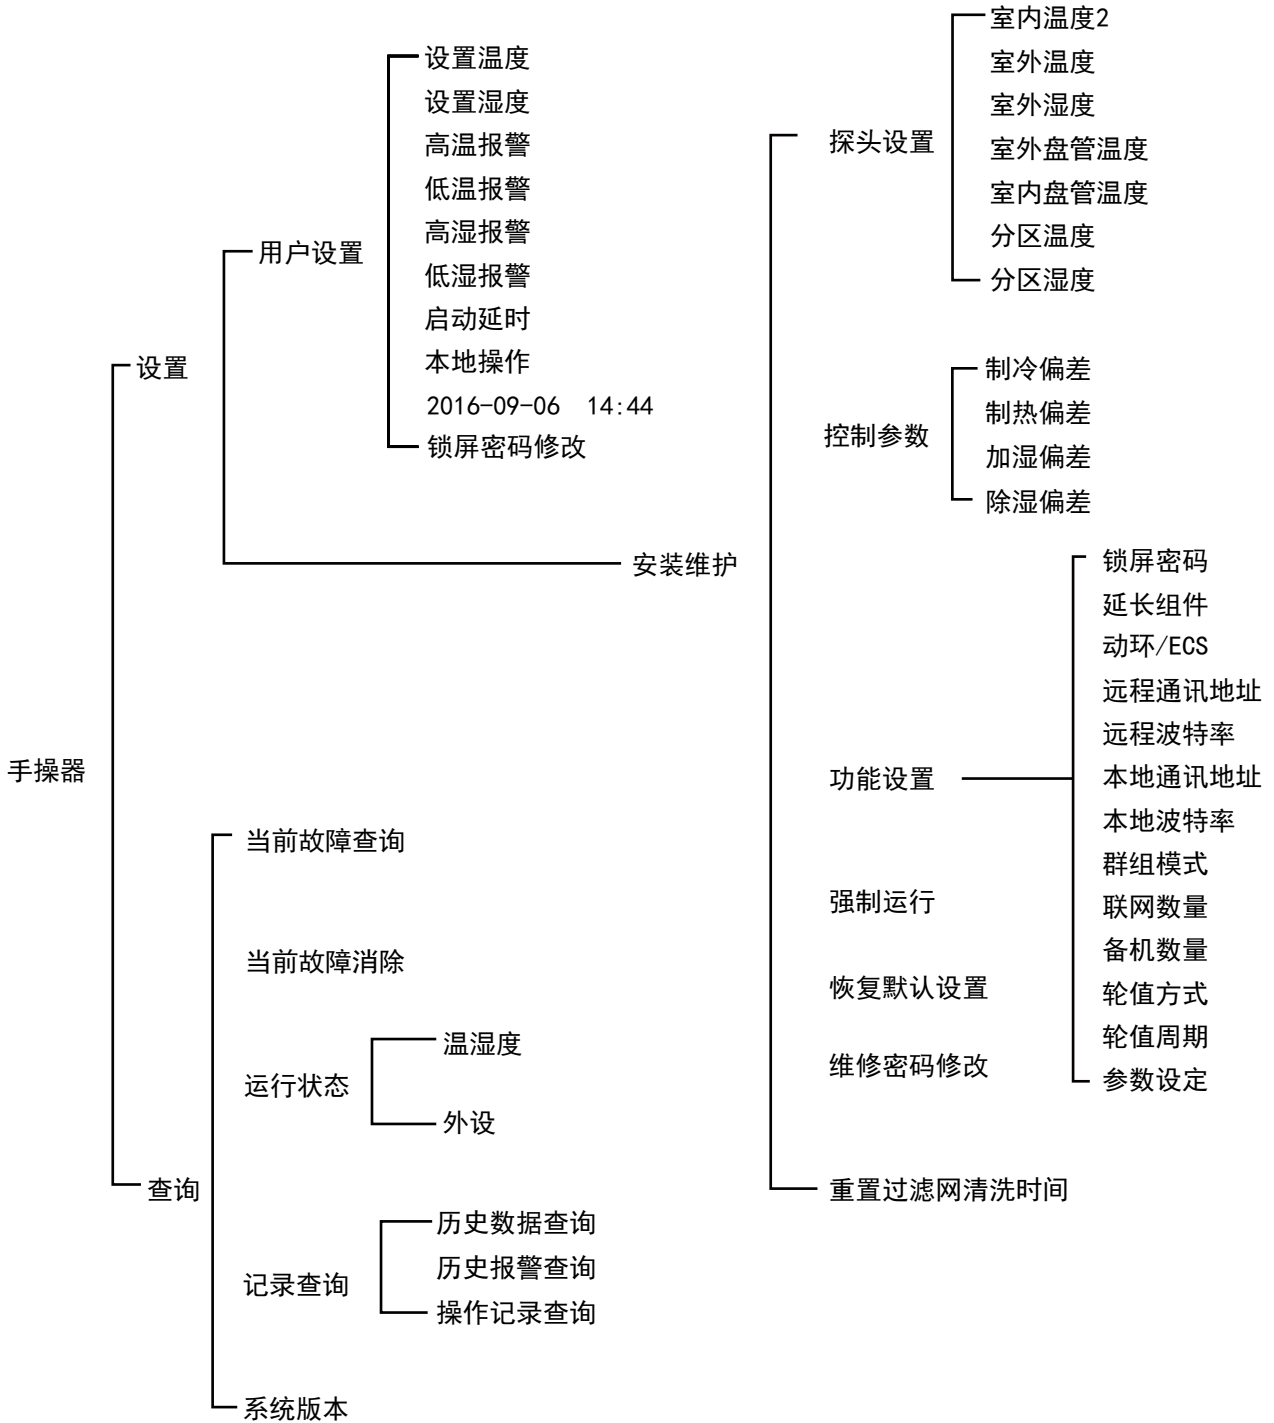 手操器
设置
用户设置
设置温度
设置湿度
高温报警
低温报警
高湿报警
低湿报警
启动延时
本地操作
2016-09-06  14:44
锁屏密码修改
安装维护
探头设置
室内温度2
室外温度
室外湿度
室外盘管温度
室内盘管温度
分区温度
分区湿度
控制参数
制冷偏差
制热偏差
加湿偏差
除湿偏差
功能设置
锁屏密码
延长组件
动环/ECS
远程通讯地址
远程波特率
本地通讯地址
本地波特率
群组模式
联网数量
备机数量
轮值方式
轮值周期
参数设定
强制运行
恢复默认设置
维修密码修改
重置过滤网清洗时间
查询
当前故障查询
当前故障消除
运行状态
温湿度
外设
记录查询
历史数据查询
历史报警查询
操作记录查询
系统版本